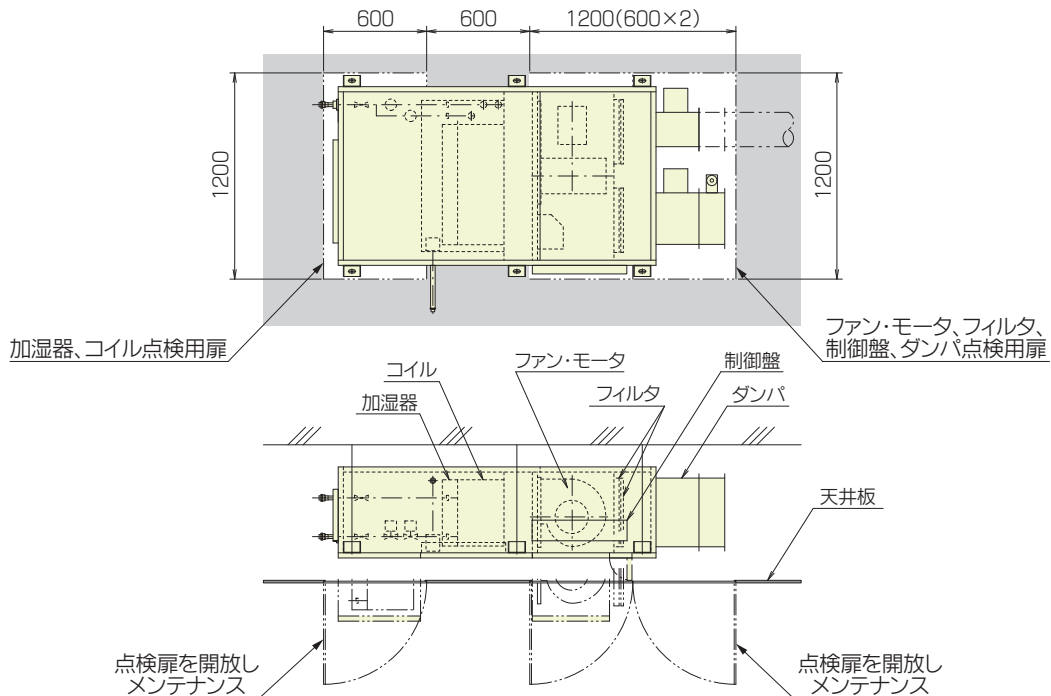 600
600
1200(600×2)
1200
1200
加湿器、コイル点検用扉
ファン・モータ、フィルタ、
制御盤、ダンパ点検用扉
コイル
加湿器
ファン・モータ
フィルタ
制御盤
ダンパ
天井板
点検扉を開放し
メンテナンス
点検扉を開放し
メンテナンス